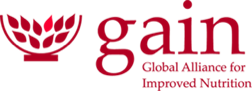 gain
Global Alliance for
Improved Nutrition